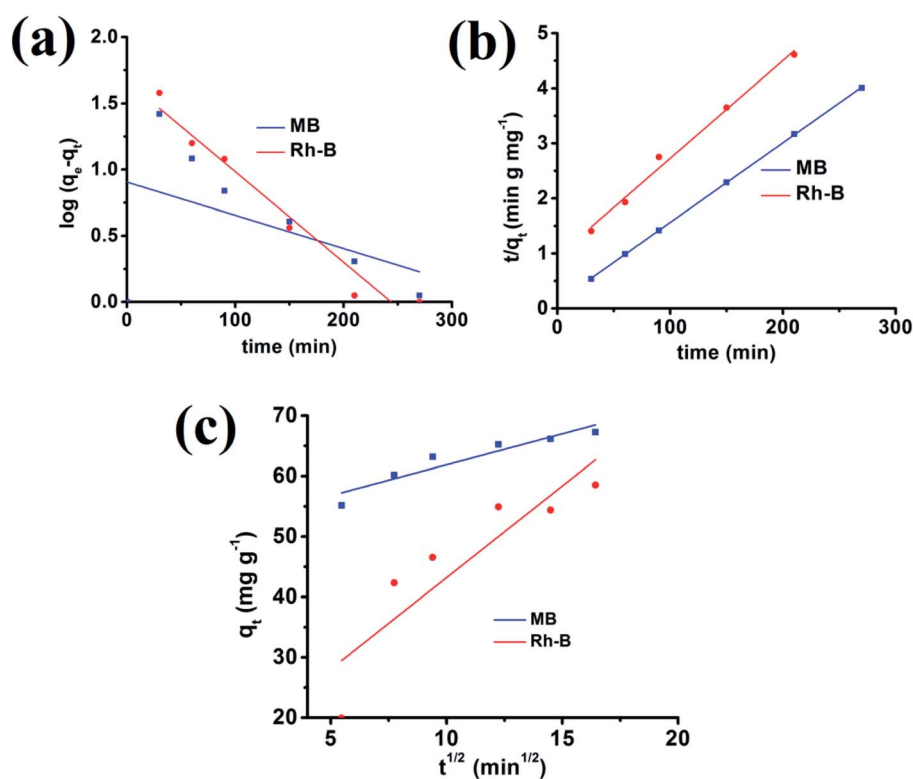 (a)
2.0
1.5
1.0
0.5
0.0
log (qₑ-qₜ)
MB
Rh-B
0
100
200
300
time (min)
(b)
5
4
3
2
1
0
t/qₜ (min g mg⁻¹)
MB
Rh-B
0
100
200
300
time (min)
(c)
70
60
50
40
30
20
qₜ (mg g⁻¹)
MB
Rh-B
5
10
15
20
t¹/² (min¹/²)